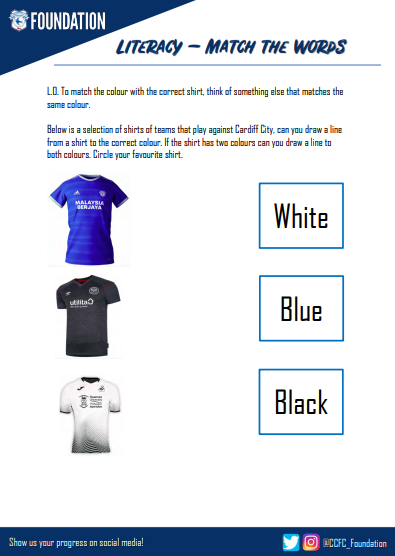 FOUNDATION
LITERACY – MATCH THE WORDS
L.O. To match the colour with the correct shirt, think of something else that matches the
same colour.
Below is a selection of shirts of teams that play against Cardiff City, can you draw a line
from a shirt to the correct colour. If the shirt has two colours can you draw a line to
both colours. Circle your favourite shirt.
MALAYSIA
BERJAYA
White
utilita
Blue
Black
Show us your progress on social media!
@CCFC_Foundation